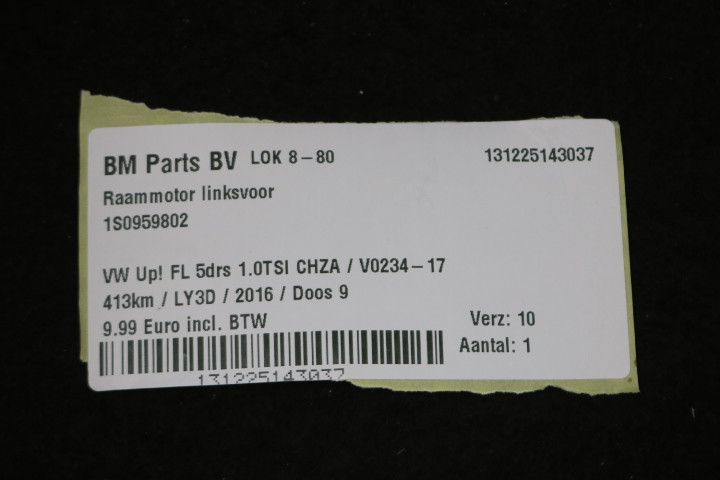 BM Parts BV LOK 8-80 131225143037
Raammotor linksvoor
1S0959802
VW Up! FL 5drs 1.0TSI CHZA / V0234-17
413km / LY3D / 2016 / Doos 9
9.99 Euro incl. BTW Verz: 10
Aantal: 1
131225143037